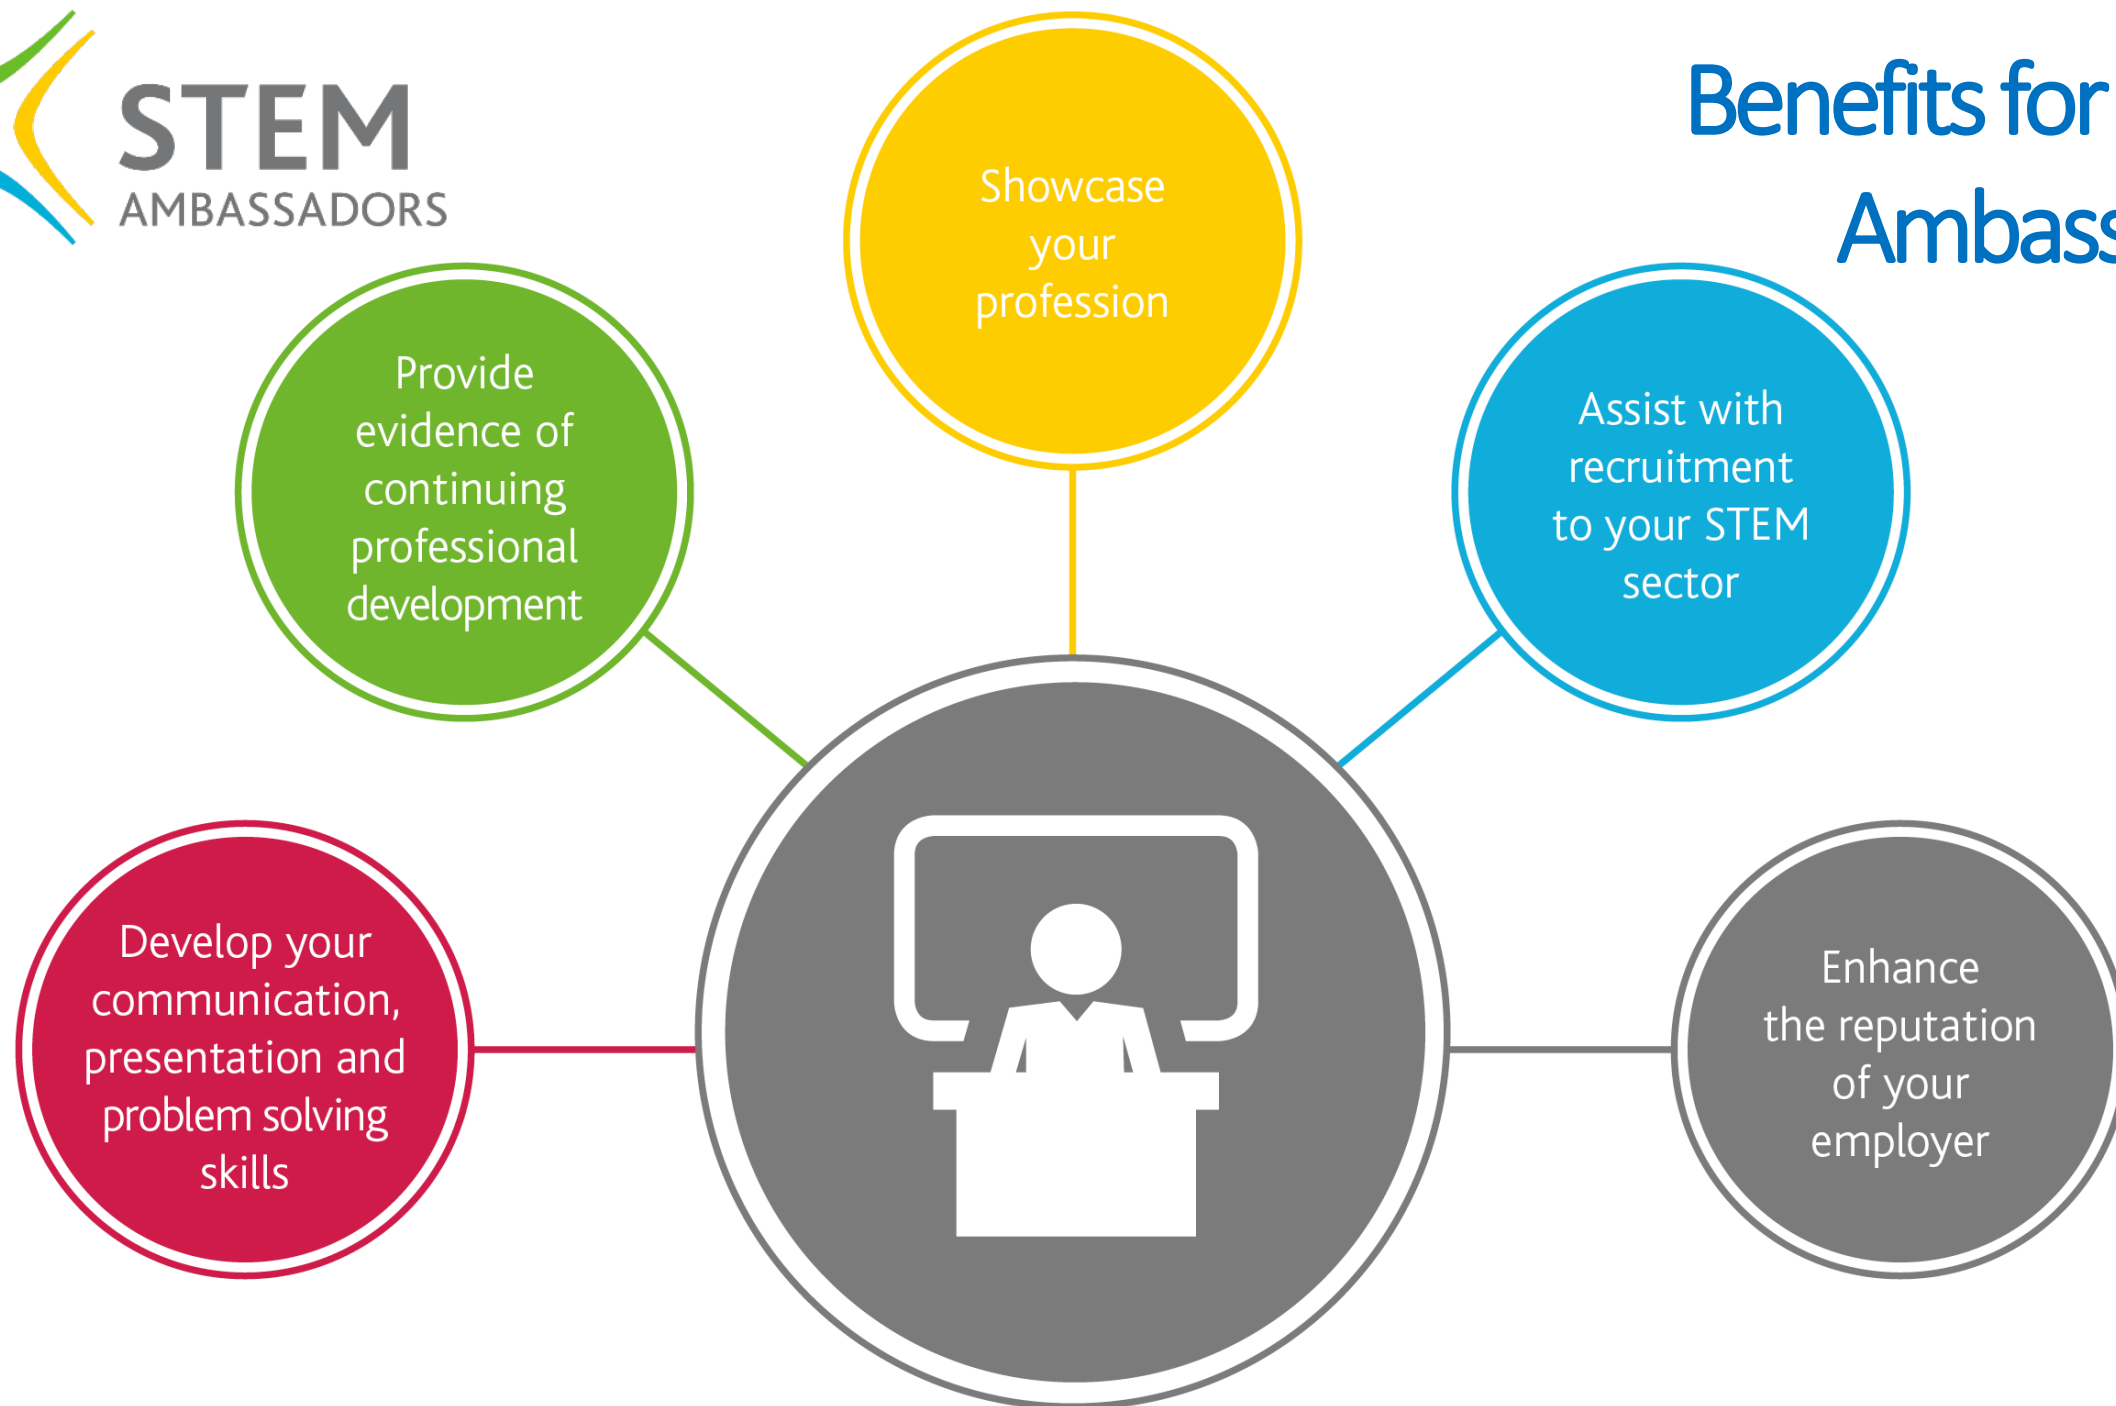 STEM
AMBASSADORS
Benefits for
Ambass
Showcase
your
profession
Provide
evidence of
continuing
professional
development
Assist with
recruitment
to your STEM
sector
Develop your
communication,
presentation and
problem solving
skills
Enhance
the reputation
of your
employer